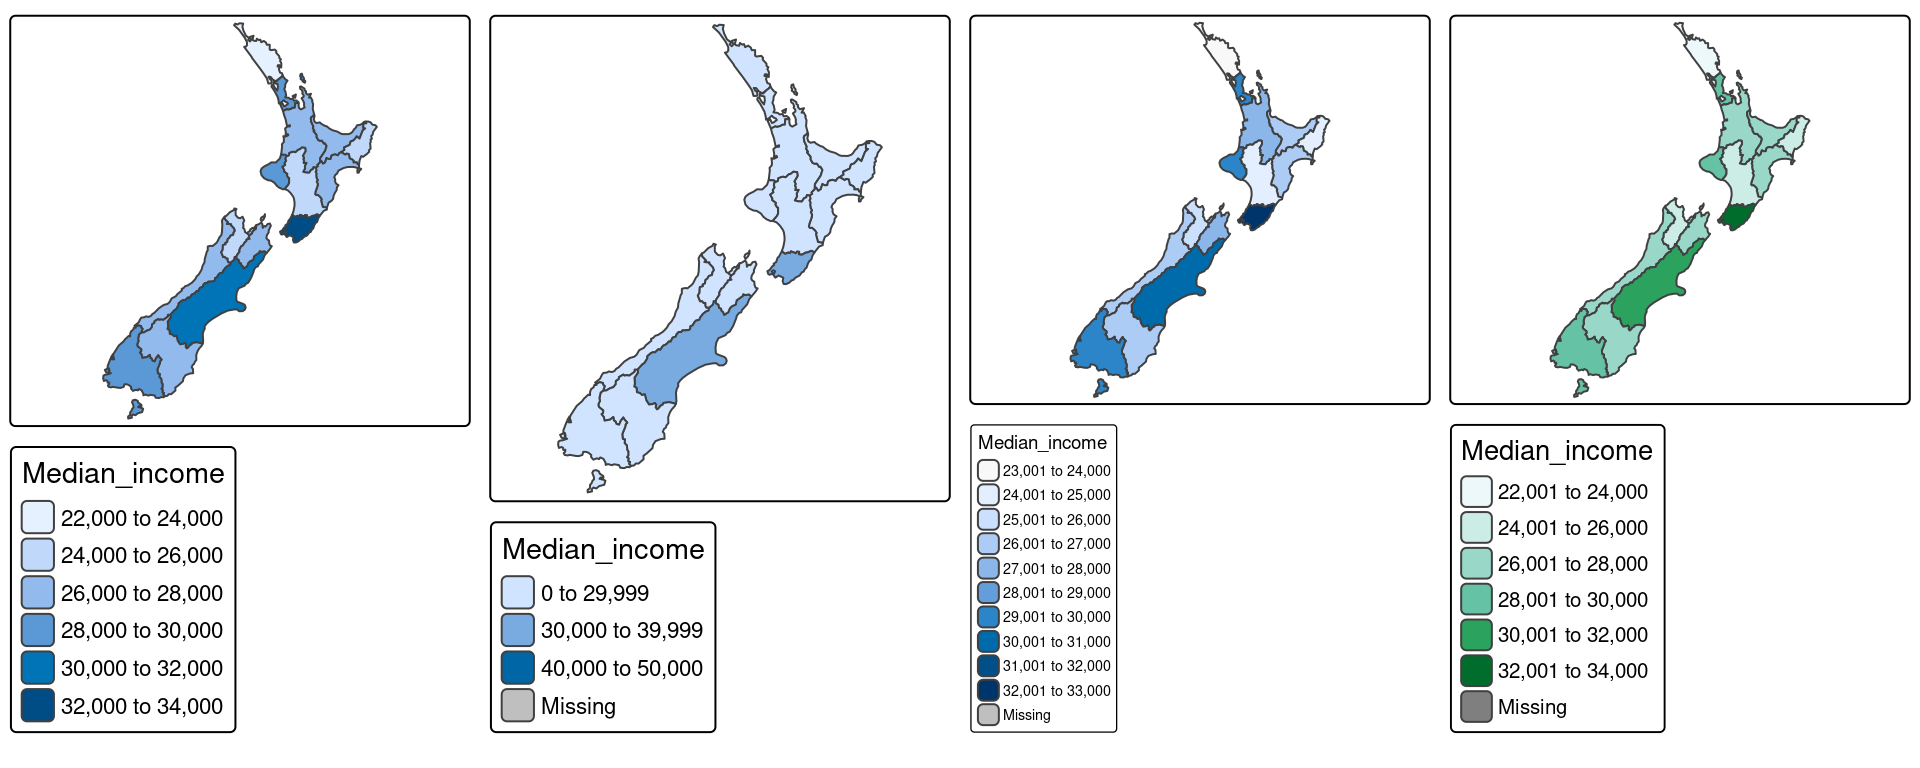 Median_income
22,000 to 24,000
24,000 to 26,000
26,000 to 28,000
28,000 to 30,000
30,000 to 32,000
32,000 to 34,000
Median_income
0 to 29,999
30,000 to 39,999
40,000 to 50,000
Missing
Median_income
23,001 to 24,000
24,001 to 25,000
25,001 to 26,000
26,001 to 27,000
27,001 to 28,000
28,001 to 29,000
29,001 to 30,000
30,001 to 31,000
31,001 to 32,000
32,001 to 33,000
Missing
Median_income
22,001 to 24,000
24,001 to 26,000
26,001 to 28,000
28,001 to 30,000
30,001 to 32,000
32,001 to 34,000
Missing